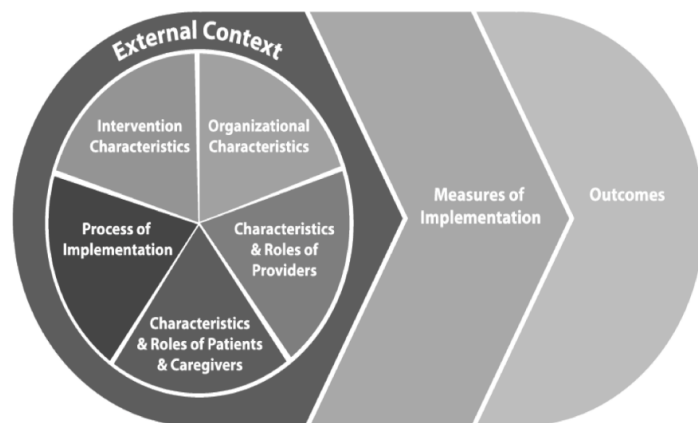 External Context
Intervention
Characteristics
Organizational
Characteristics
Process of
Implementation
Characteristics
& Roles of
Providers
Characteristics
& Roles of Patients
& Caregivers
Measures of
Implementation
Outcomes